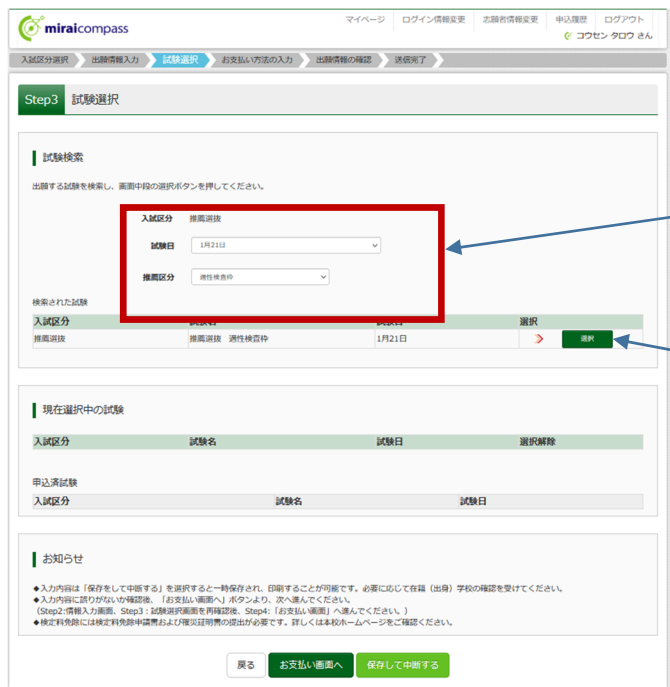 miraicompass
マイページ ログイン情報変更 志願者情報変更 申込履歴 ログアウト
コウセン タロウ さん
入試区分選択 出願情報入力 試験選択 お支払い方法の入力 出願情報の確認 送信完了
Step3 試験選択
試験検索
出願する試験を検索し、画面中段の選択ボタンを押してください。
入試区分 推薦選抜
試験日 1月21日
推薦区分 適性検査枠
検索された試験
入試区分 試験名 試験日 選択
推薦選抜 推薦選抜 適性検査枠 1月21日 選択
現在選択中の試験
入試区分 試験名 試験日 選択解除
申込済試験
入試区分 試験名 試験日
お知らせ
◆入力内容は「保存をして中断する」を選択すると一時保存され、印刷することが可能です。必要に応じて在籍（出身）学校の確認を受けてください。
◆入力内容に誤りがないか確認後、「お支払い画面へ」ボタンより、次へ進んでください。
（Step2:情報入力画面、Step3：試験選択画面を再確認後、Step4:「お支払い画面」へ進んでください。）
◆検定料免除には検定料免除申請書および罹災証明書の提出が必要です。詳しくは本校ホームページをご確認ください。
戻る お支払い画面へ 保存して中断する